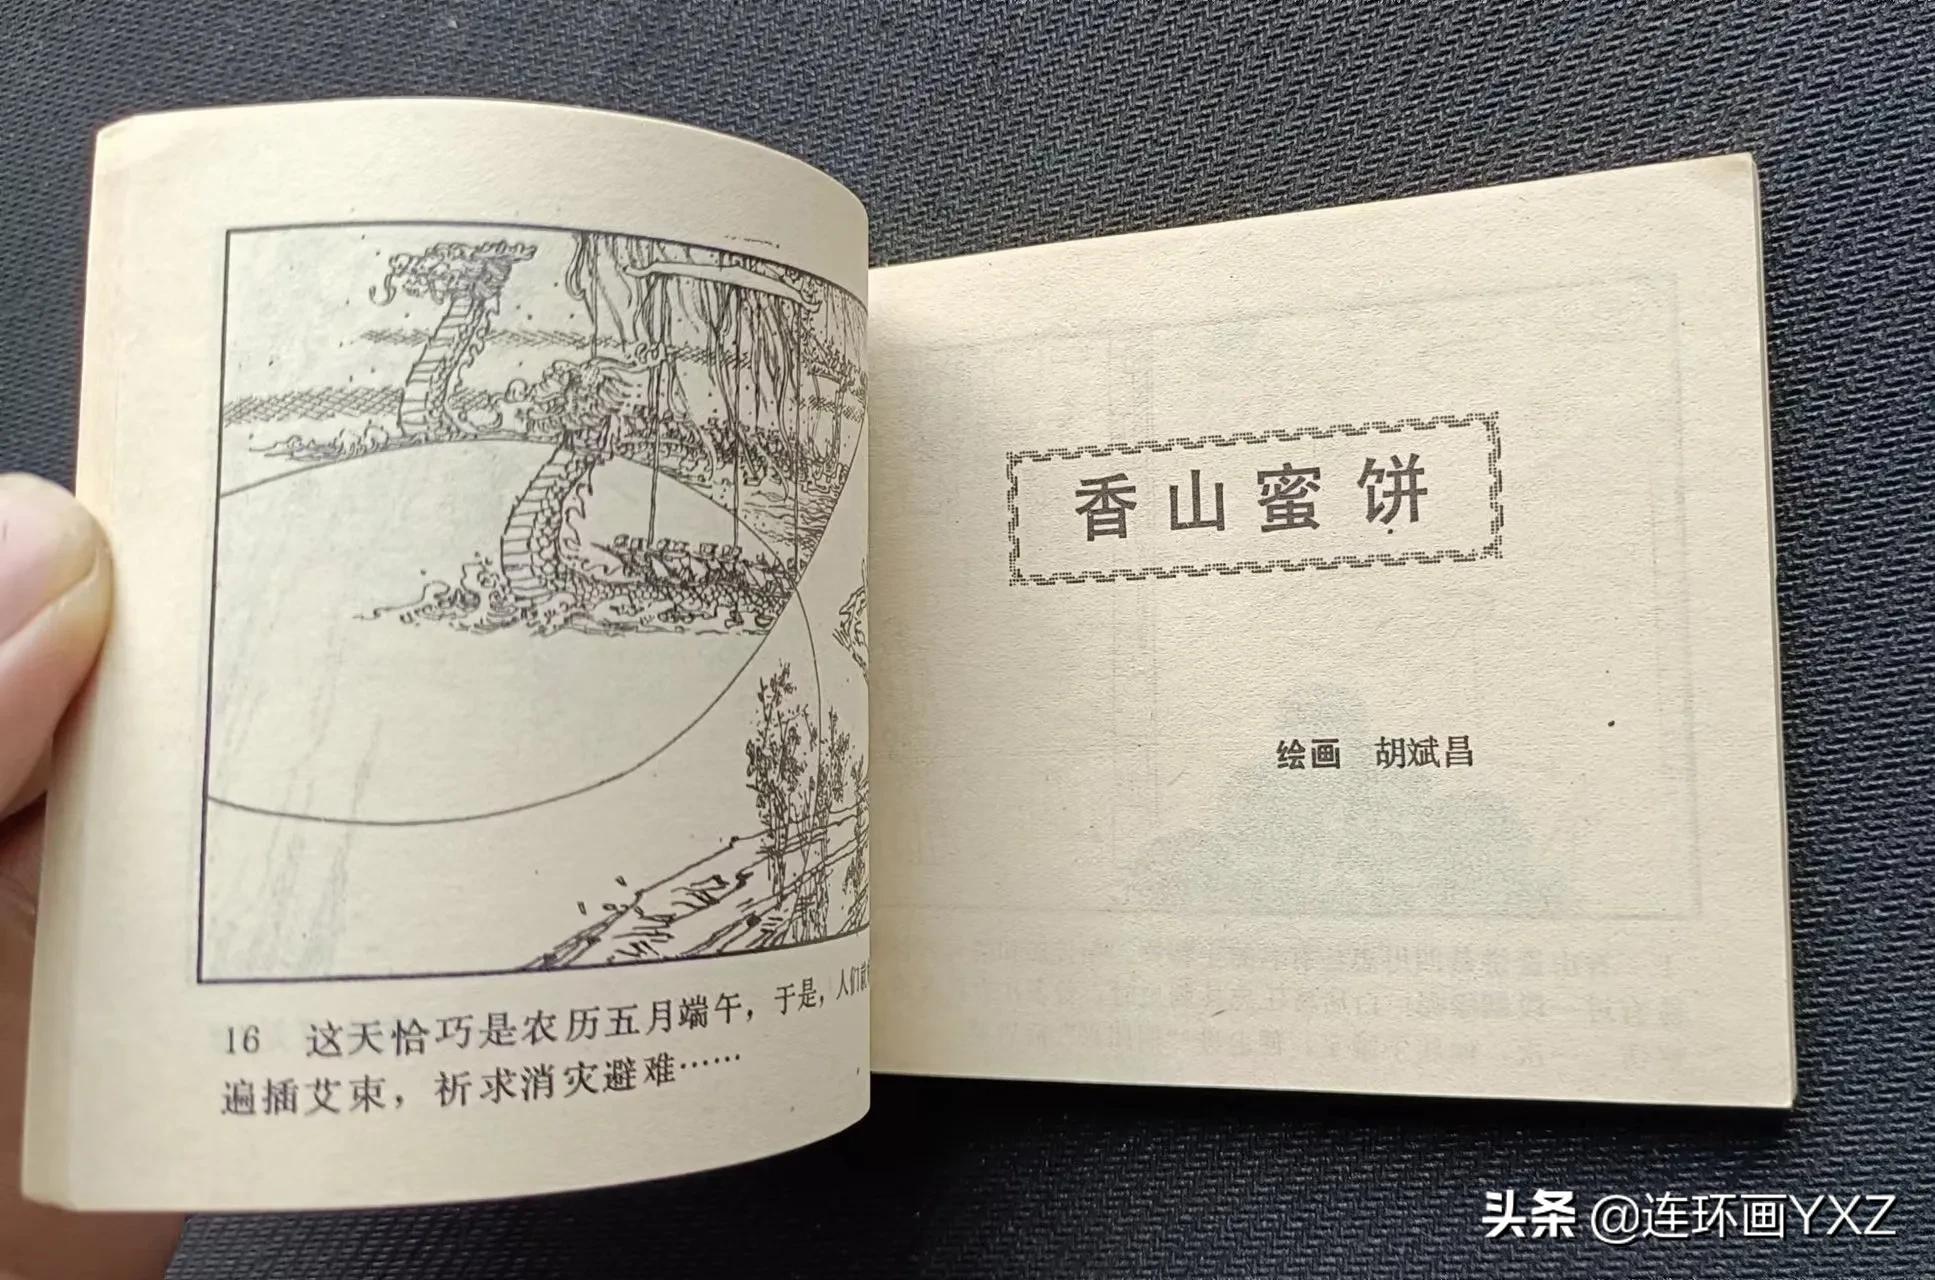 16 这天恰巧是农历五月端午，于是，人们
遍插艾束，祈求消灾避难……
香山蜜饼
绘画 胡斌昌
头条 @连环画YXZ